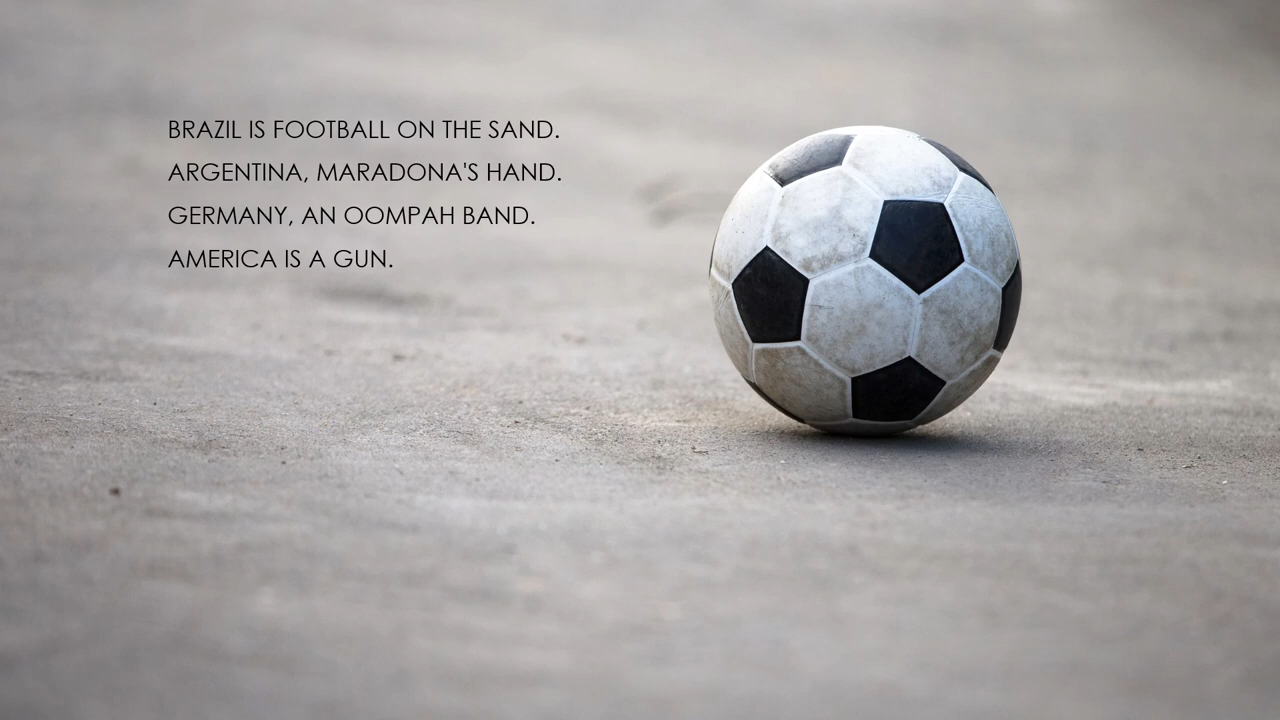 BRAZIL IS FOOTBALL ON THE SAND.
ARGENTINA, MARADONA'S HAND.
GERMANY, AN OOMPAH BAND.
AMERICA IS A GUN.